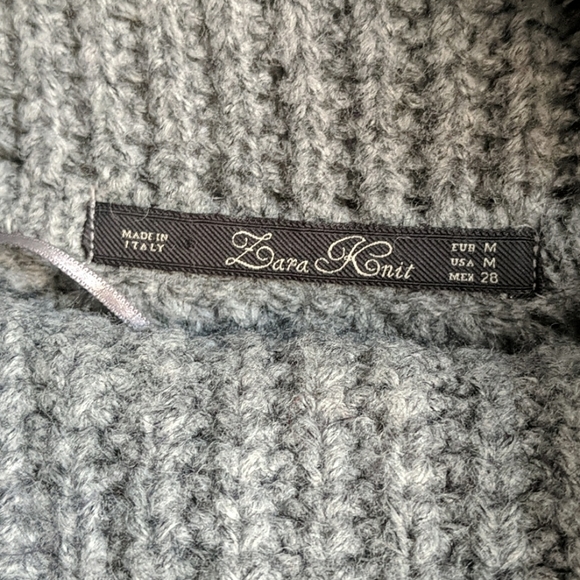 MADE IN
ITALY
Zara Knit
EUR M
USA M
MEX 28